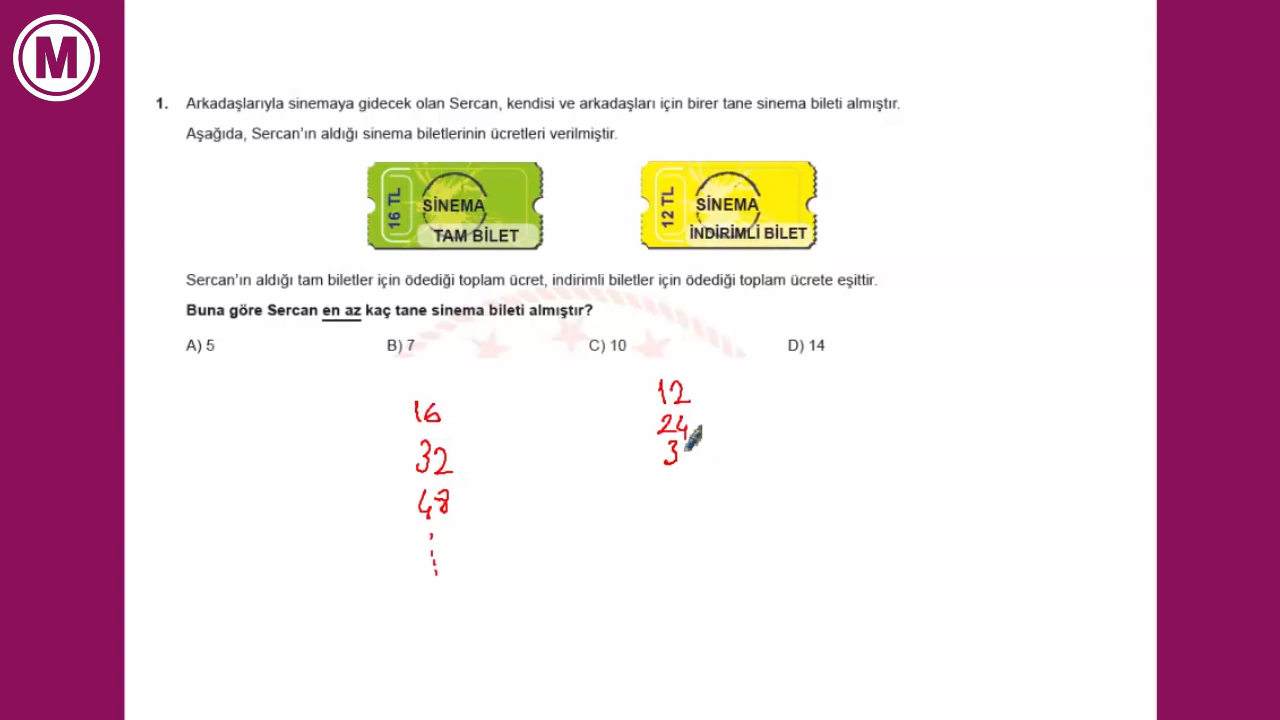 M
1. Arkadaşlarıyla sinemaya gidecek olan Sercan, kendisi ve arkadaşları için birer tane sinema bileti almıştır.
Aşağıda, Sercan'ın aldığı sinema biletlerinin ücretleri verilmiştir.
16 TL SİNEMA TAM BİLET
12 TL SİNEMA İNDİRİMLİ BİLET
Sercan'ın aldığı tam biletler için ödediği toplam ücret, indirimli biletler için ödediği toplam ücrete eşittir.
Buna göre Sercan en az kaç tane sinema bileti almıştır?
A) 5 B) 7 C) 10 D) 14
16
32
48
12
24
3